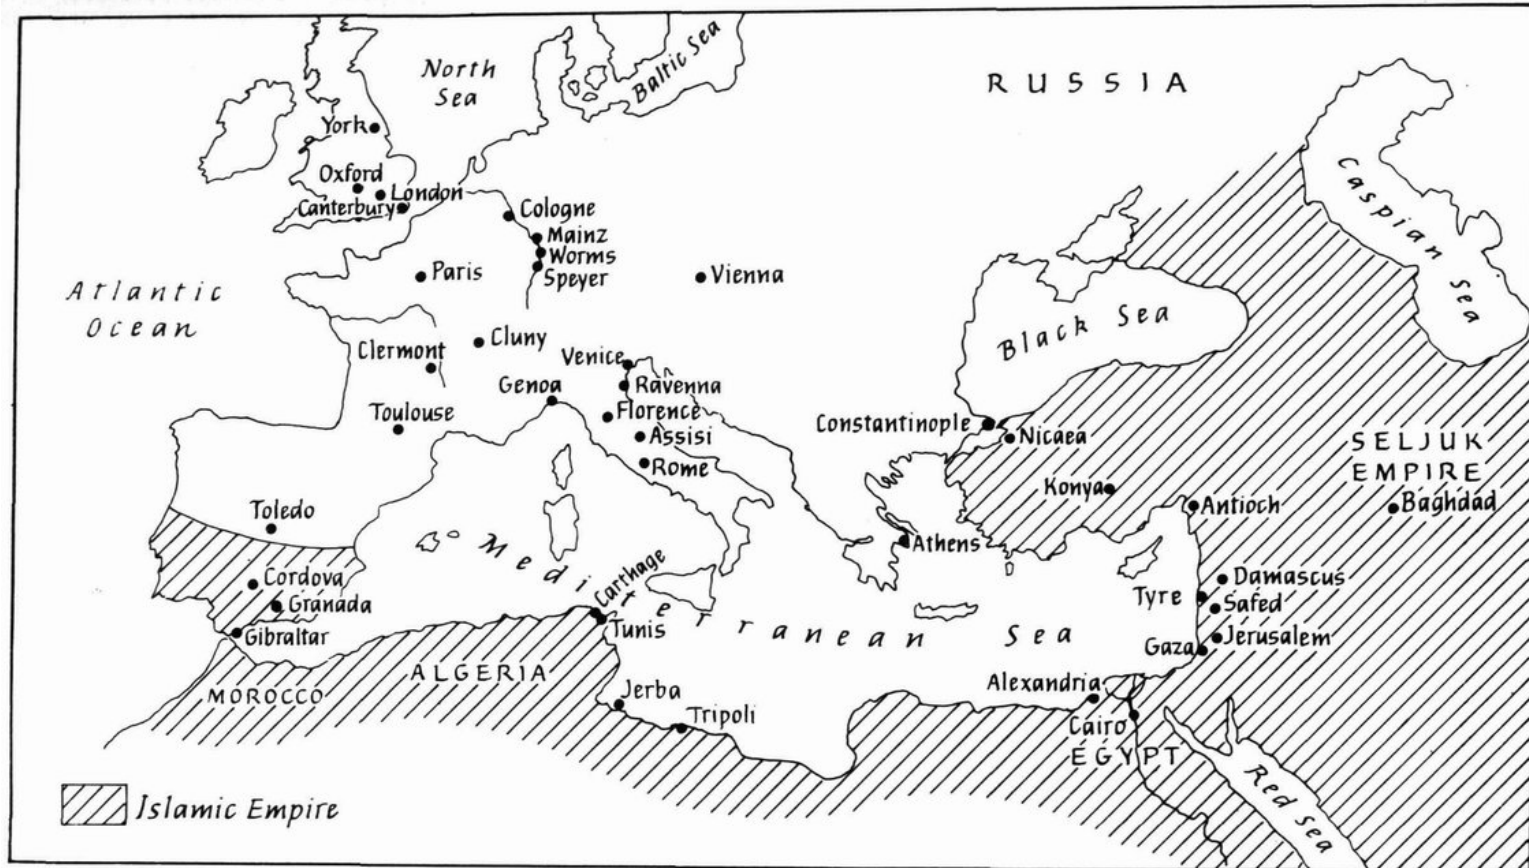 North
Sea
Baltic Sea
RUSSIA
York
Oxford
London
Canterbury
Cologne
Mainz
Worms
Speyer
Paris
Vienna
Atlantic
Ocean
Caspian Sea
Black Sea
Clermont
Cluny
Venice
Genoa
Ravenna
Toulouse
Florence
Assisi
Rome
Constantinople
Nicaea
SELJUK
EMPIRE
Konya
Antioch
Baghdad
Toledo
Athens
Mediterranean Sea
Carthage
Cordova
Granada
Gibraltar
Tunis
Damascus
Tyre
Safed
Jerusalem
Gaza
MOROCCO
ALGERIA
Jerba
Tripoli
Alexandria
Cairo
EGYPT
Red Sea
Islamic Empire